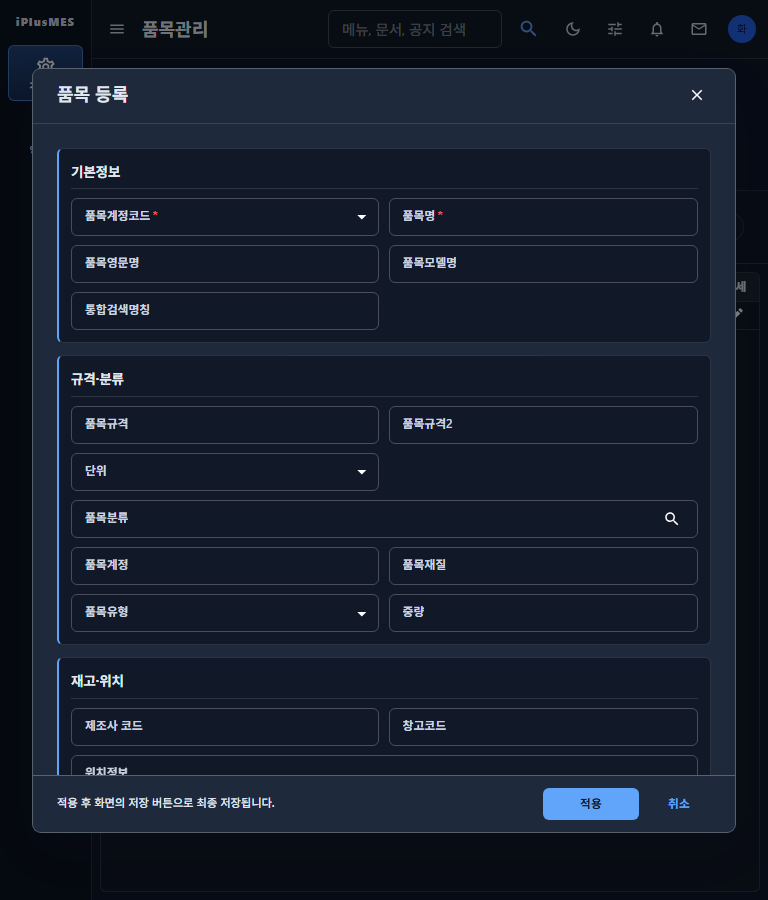 iPlusMES
품목관리
메뉴, 문서, 공지 검색
화
품목 등록
기본정보
품목계정코드 *
품목명 *
품목영문명
품목모델명
통합검색명칭
세
규격·분류
품목규격
품목규격2
단위
품목분류
품목계정
품목재질
품목유형
중량
재고·위치
제조사 코드
창고코드
위치정보
적용 후 화면의 저장 버튼으로 최종 저장됩니다.
적용
취소